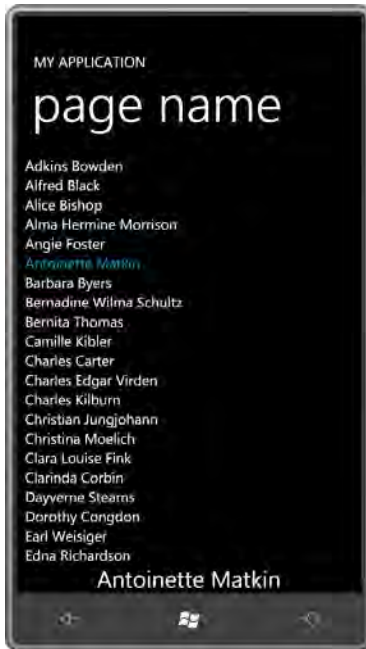 MY APPLICATION
page name
Adkins Bowden
Alfred Black
Alice Bishop
Alma Hermine Morrison
Angie Foster
Antoinette Matkin
Barbara Byers
Bernadine Wilma Schultz
Bernita Thomas
Camille Kibler
Charles Carter
Charles Edgar Virden
Charles Kilburn
Christian Jungjohann
Christina Moelich
Clara Louise Fink
Clarinda Corbin
Dayverne Stearns
Dorothy Congdon
Earl Weisiger
Edna Richardson
Antoinette Matkin